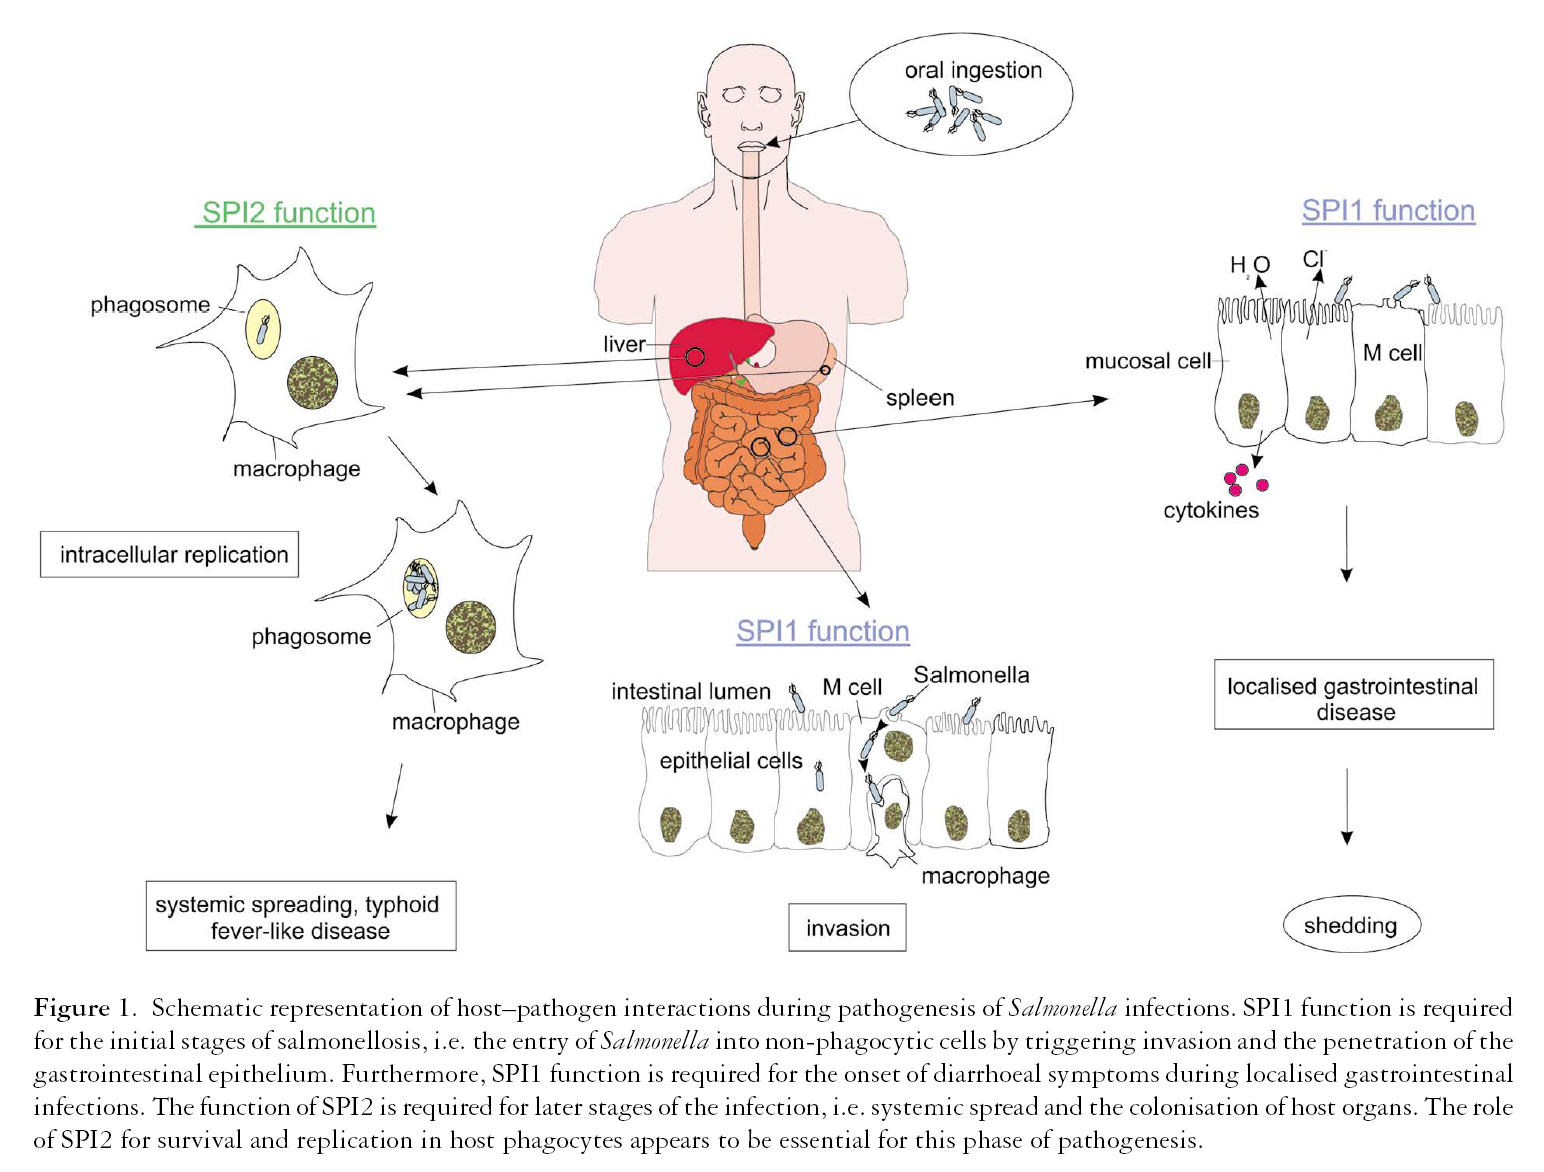 oral ingestion
SPI2 function
SPI1 function
H2O
Cl-
phagosome
liver
mucosal cell
M cell
spleen
macrophage
cytokines
intracellular replication
phagosome
SPI1 function
macrophage
intestinal lumen
M cell
Salmonella
localised gastrointestinal
disease
epithelial cells
macrophage
systemic spreading, typhoid
fever-like disease
invasion
shedding
Figure 1. Schematic representation of host–pathogen interactions during pathogenesis of Salmonella infections. SPI1 function is required
for the initial stages of salmonellosis, i.e. the entry of Salmonella into non-phagocytic cells by triggering invasion and the penetration of the
gastrointestinal epithelium. Furthermore, SPI1 function is required for the onset of diarrhoeal symptoms during localised gastrointestinal
infections. The function of SPI2 is required for later stages of the infection, i.e. systemic spread and the colonisation of host organs. The role
of SPI2 for survival and replication in host phagocytes appears to be essential for this phase of pathogenesis.